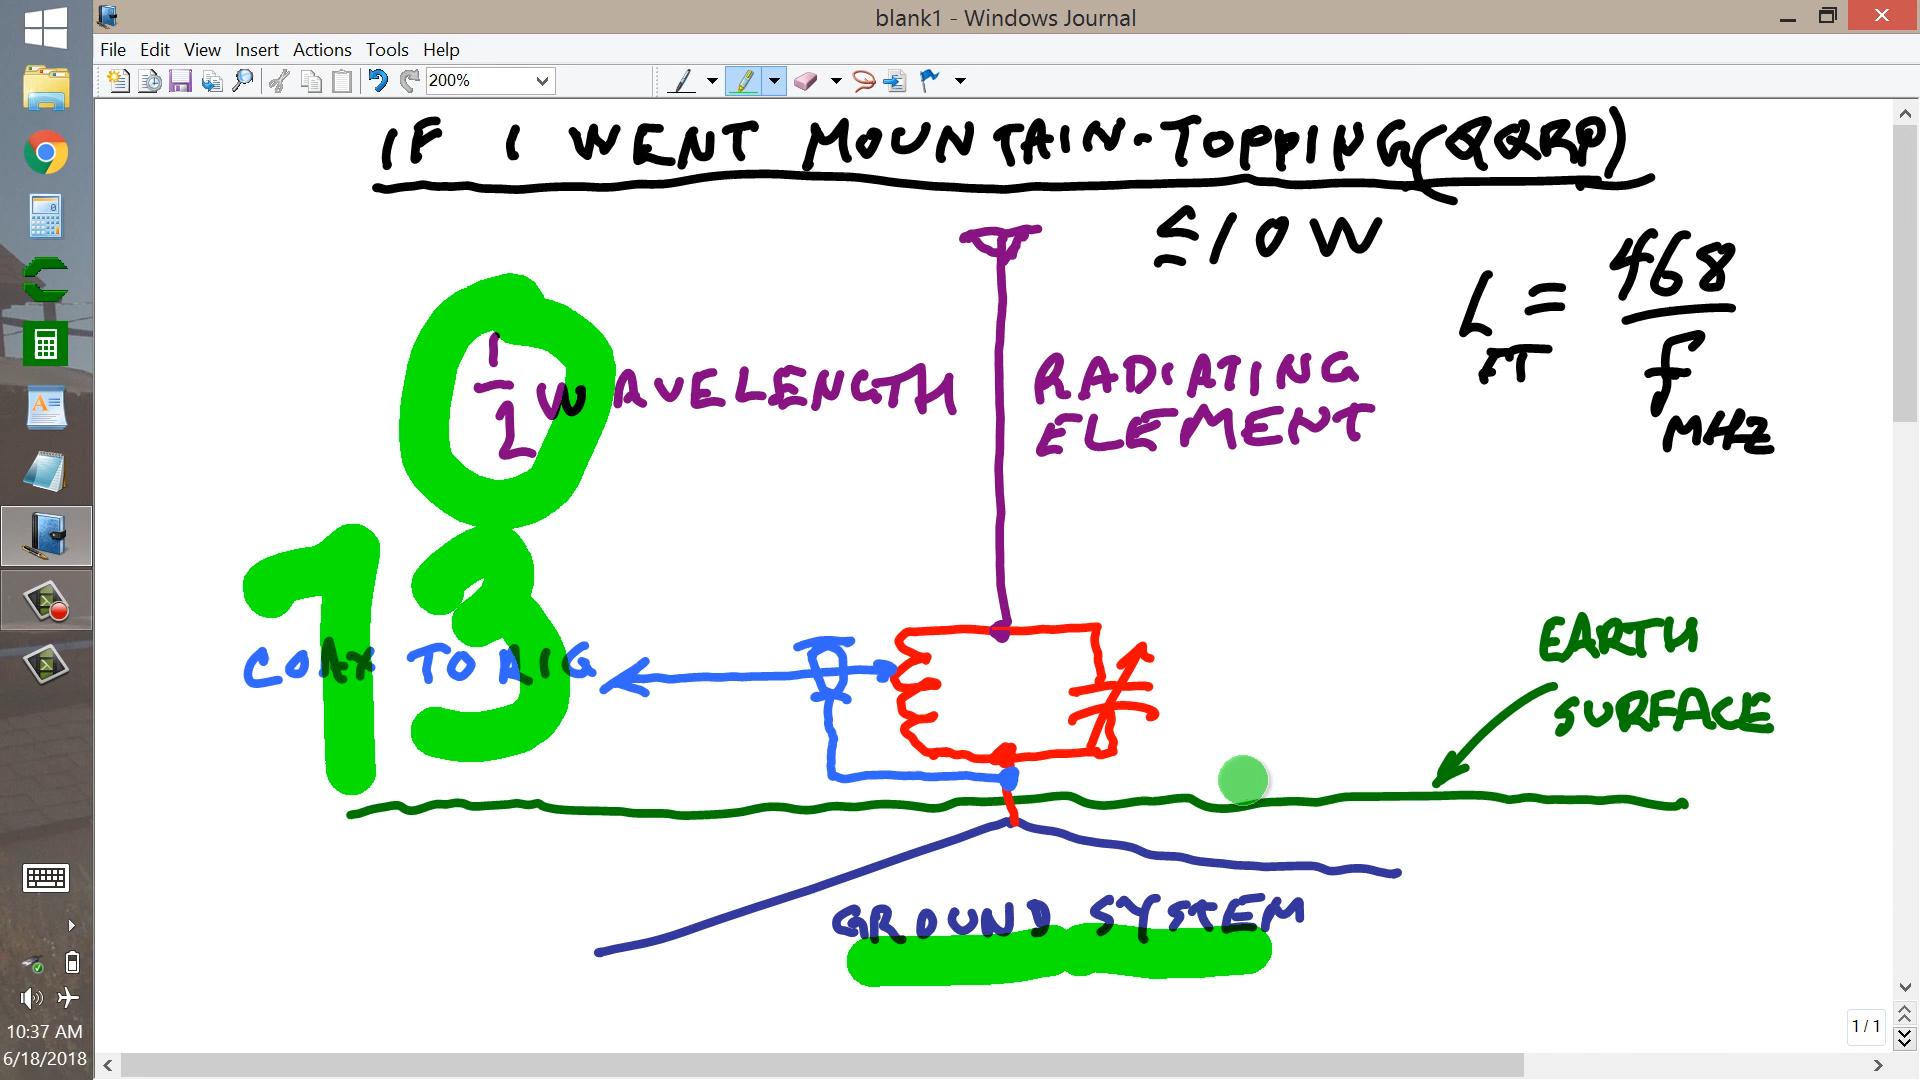 blank1 - Windows Journal
File Edit View Insert Actions Tools Help
200%
IF I WENT MOUNTAIN-TOPPING (QQRP)
≤10 W
L FT = 468 / f MHZ
1/2 WAVELENGTH
RADIATING
ELEMENT
73
COAX TO RIG
EARTH
SURFACE
GROUND SYSTEM
1 / 1
10:37 AM
6/18/2018